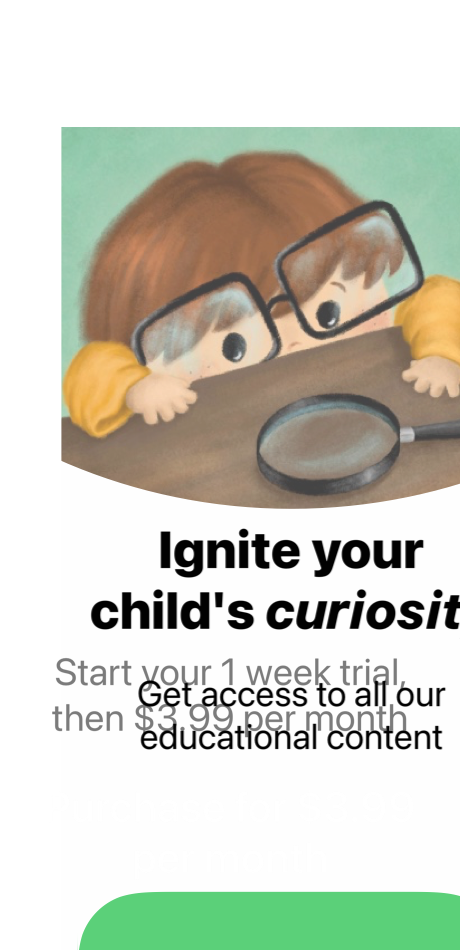 Ignite your
child's curiosit
Start your 1 week trial,
Get access to all our
then $3.99 per month
educational content